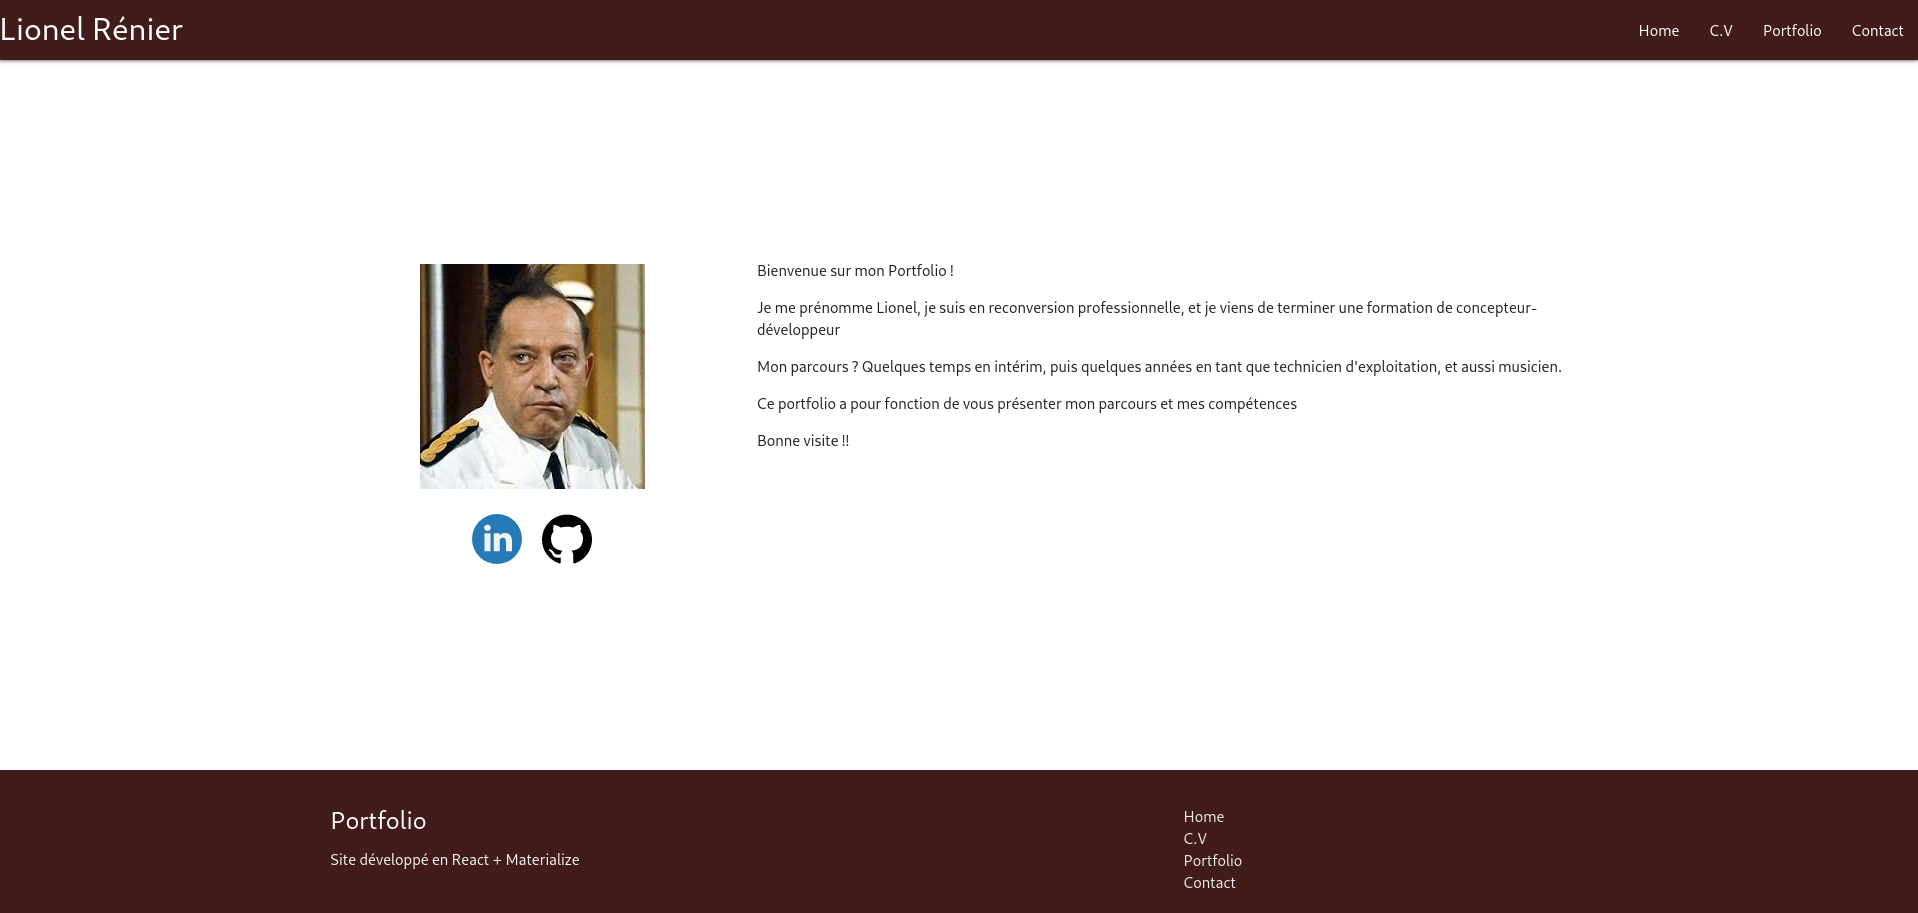 Lionel Rénier
Home
C.V
Portfolio
Contact
Bienvenue sur mon Portfolio !
Je me prénomme Lionel, je suis en reconversion professionnelle, et je viens de terminer une formation de concepteur-
développeur
Mon parcours ? Quelques temps en intérim, puis quelques années en tant que technicien d'exploitation, et aussi musicien.
Ce portfolio a pour fonction de vous présenter mon parcours et mes compétences
Bonne visite !!
in
Portfolio
Site développé en React + Materialize
Home
C.V
Portfolio
Contact